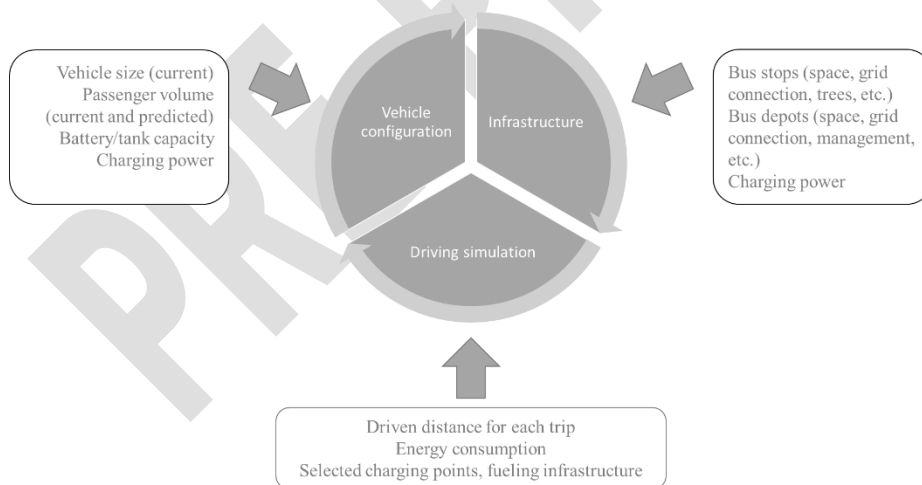 Vehicle size (current)
Passenger volume
(current and predicted)
Battery/tank capacity
Charging power
Vehicle
configuration
Infrastructure
Bus stops (space, grid
connection, trees, etc.)
Bus depots (space, grid
connection, management,
etc.)
Charging power
Driving simulation
Driven distance for each trip
Energy consumption
Selected charging points, fueling infrastructure